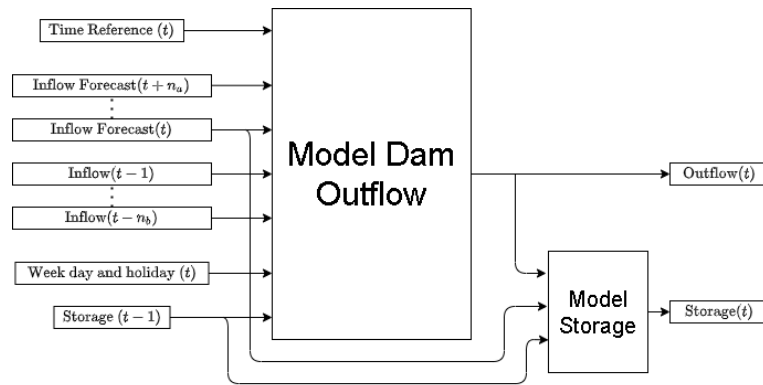 Time Reference (t)
Inflow Forecast(t + n_a)
Inflow Forecast(t)
Inflow(t − 1)
Inflow(t − n_b)
Week day and holiday (t)
Storage (t − 1)
Model Dam
Outflow
Outflow(t)
Model
Storage
Storage(t)